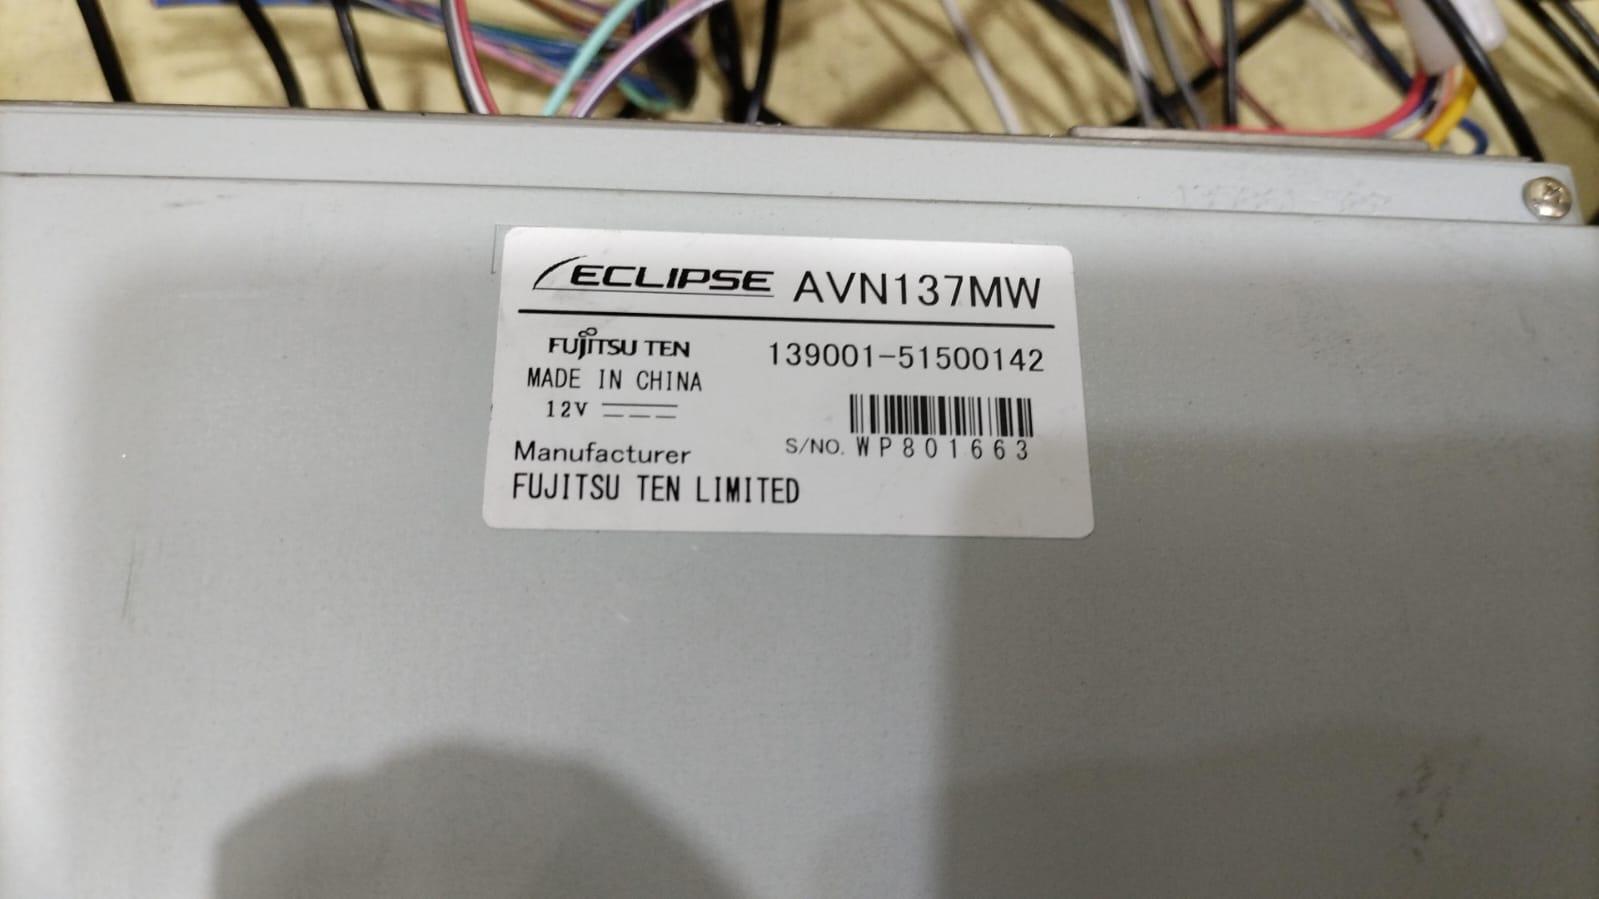 ECLIPSE AVN137MW
FUJITSU TEN 139001-51500142
MADE IN CHINA
12V
S/NO. WP801663
Manufacturer
FUJITSU TEN LIMITED